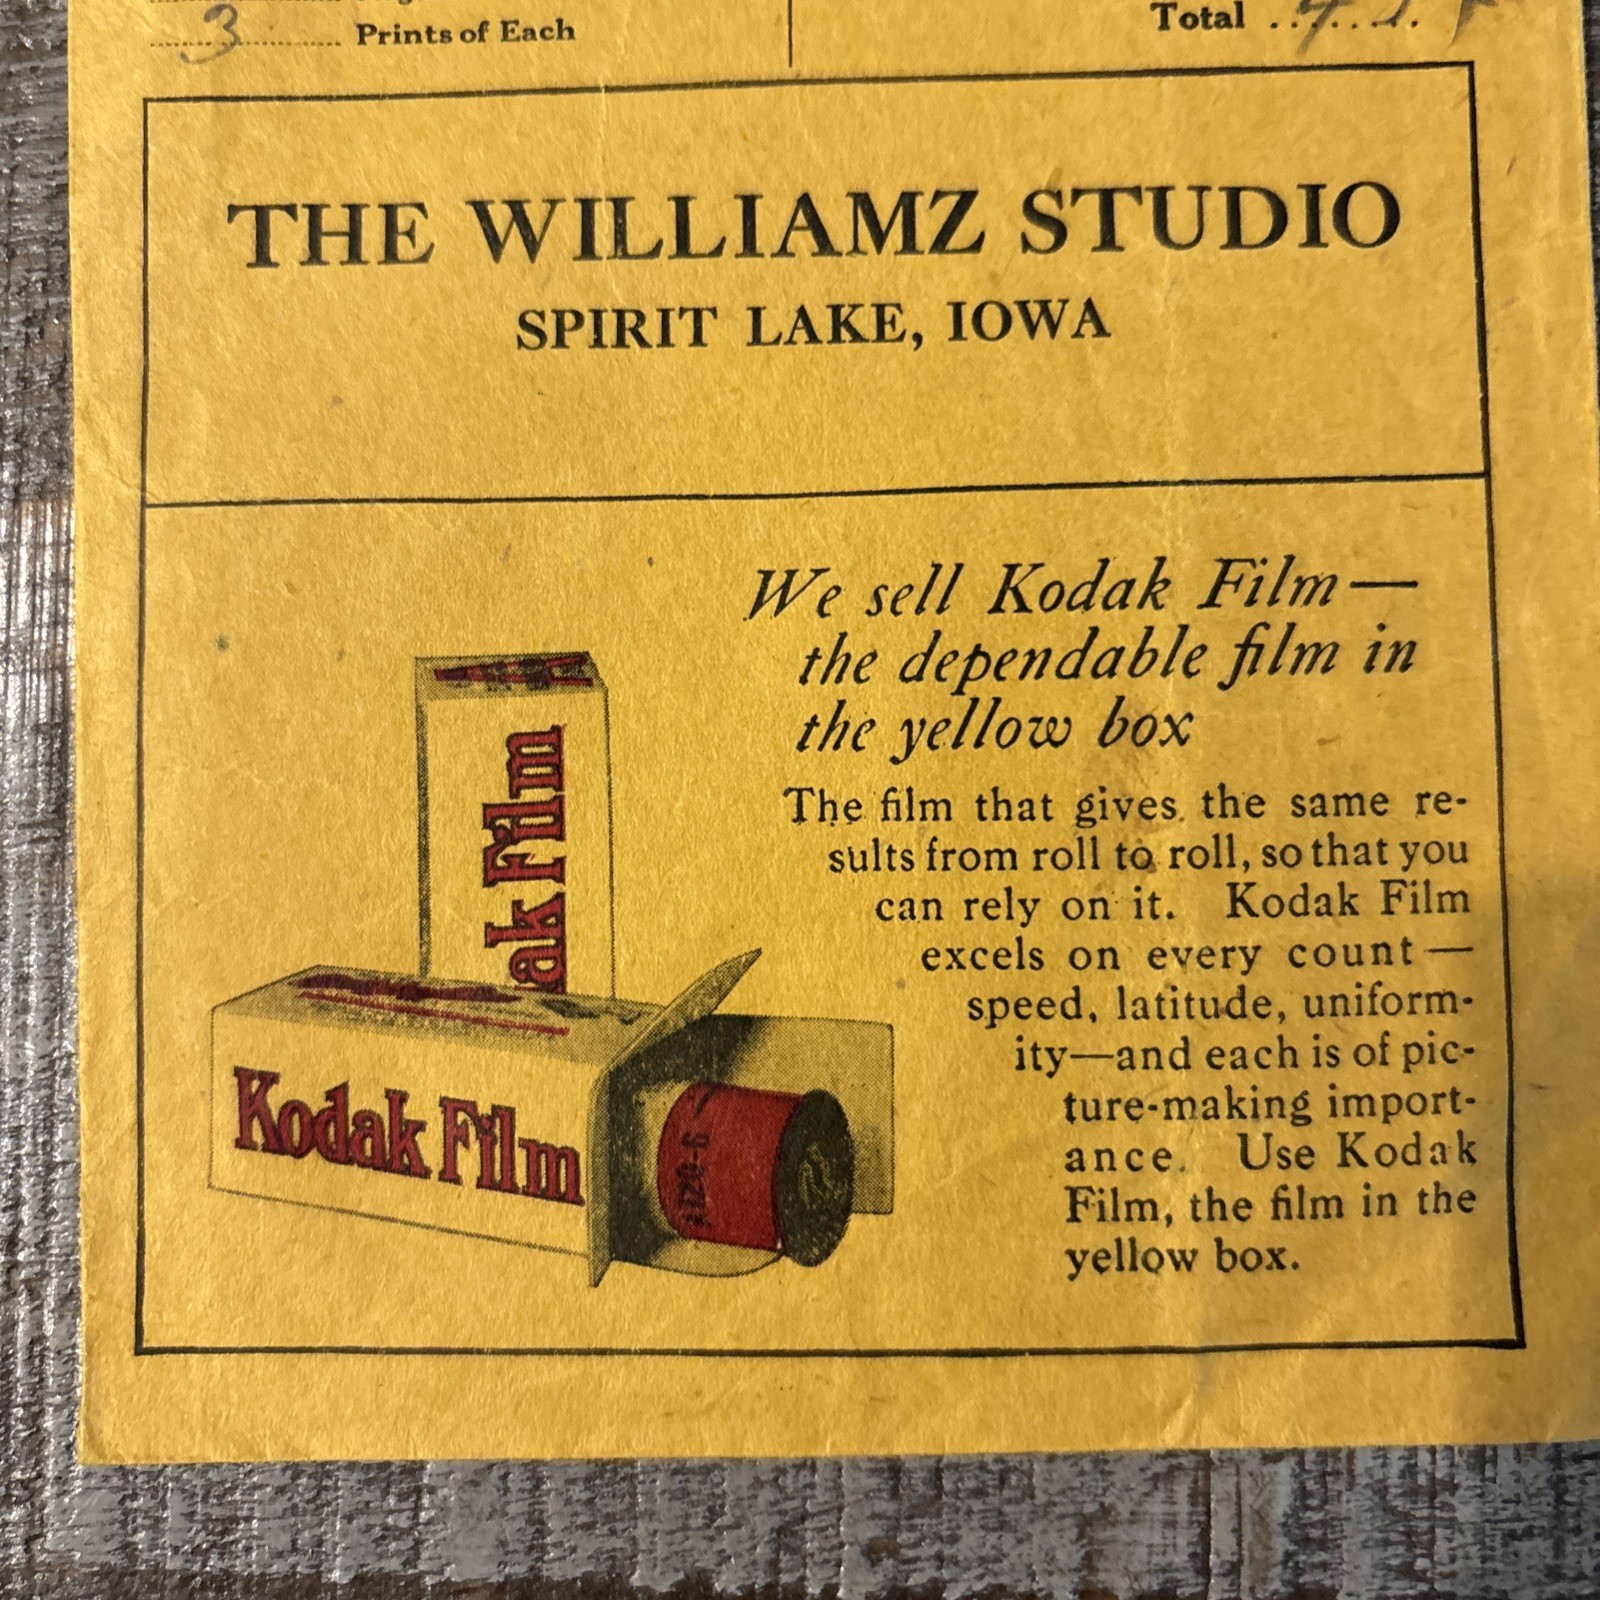 3 Prints of Each
Total
THE WILLIAMZ STUDIO
SPIRIT LAKE, IOWA
We sell Kodak Film—
the dependable film in
the yellow box
The film that gives the same re-
sults from roll to roll, so that you
can rely on it. Kodak Film
excels on every count—
speed, latitude, uniform-
ity—and each is of pic-
ture-making import-
ance. Use Kodak
Film, the film in the
yellow box.
ak Film
Kodak Film